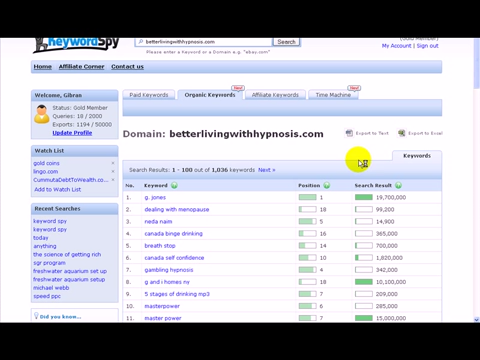 KeywordSpy
betterlivingwithhypnosis.com
Search
(Gold Member)
My Account | Sign out
Please enter a Keyword or a Domain e.g. "ebay.com"
Home Affiliate Corner Contact us
Welcome, Gibran
Status: Gold Member
Queries: 18 / 2000
Exports: 1194 / 50000
Update Profile
Watch List
gold coins
lingo.com
CummutaDebtToWealth.co...
Add to Watch List
Recent Searches
keyword spy
keyword spy
today
anything
the science of getting rich
sgr program
freshwater aquarium set up
freshwater aquarium setup
michael webb
speed ppc
Did you know...
Paid Keywords Organic Keywords Affiliate Keywords Time Machine
Domain: betterlivingwithhypnosis.com
Export to Text Export to Excel
Keywords
Search Results: 1 - 100 out of 1,036 keywords. Next »
No. Keyword Position Search Result
1. g. jones 1 19,700,000
2. dealing with menopause 18 99,200
3. neda naim 5 14,900
4. canada binge drinking 16 365,000
5. breath stop 14 700,000
6. canada self confidence 10 1,820,000
7. gambling hypnosis 4 342,000
8. g and i homes ny 18 10,100,000
9. 5 stages of drinking mp3 7 209,000
10. masterpower 6 295,000
11. master power 7 15,000,000